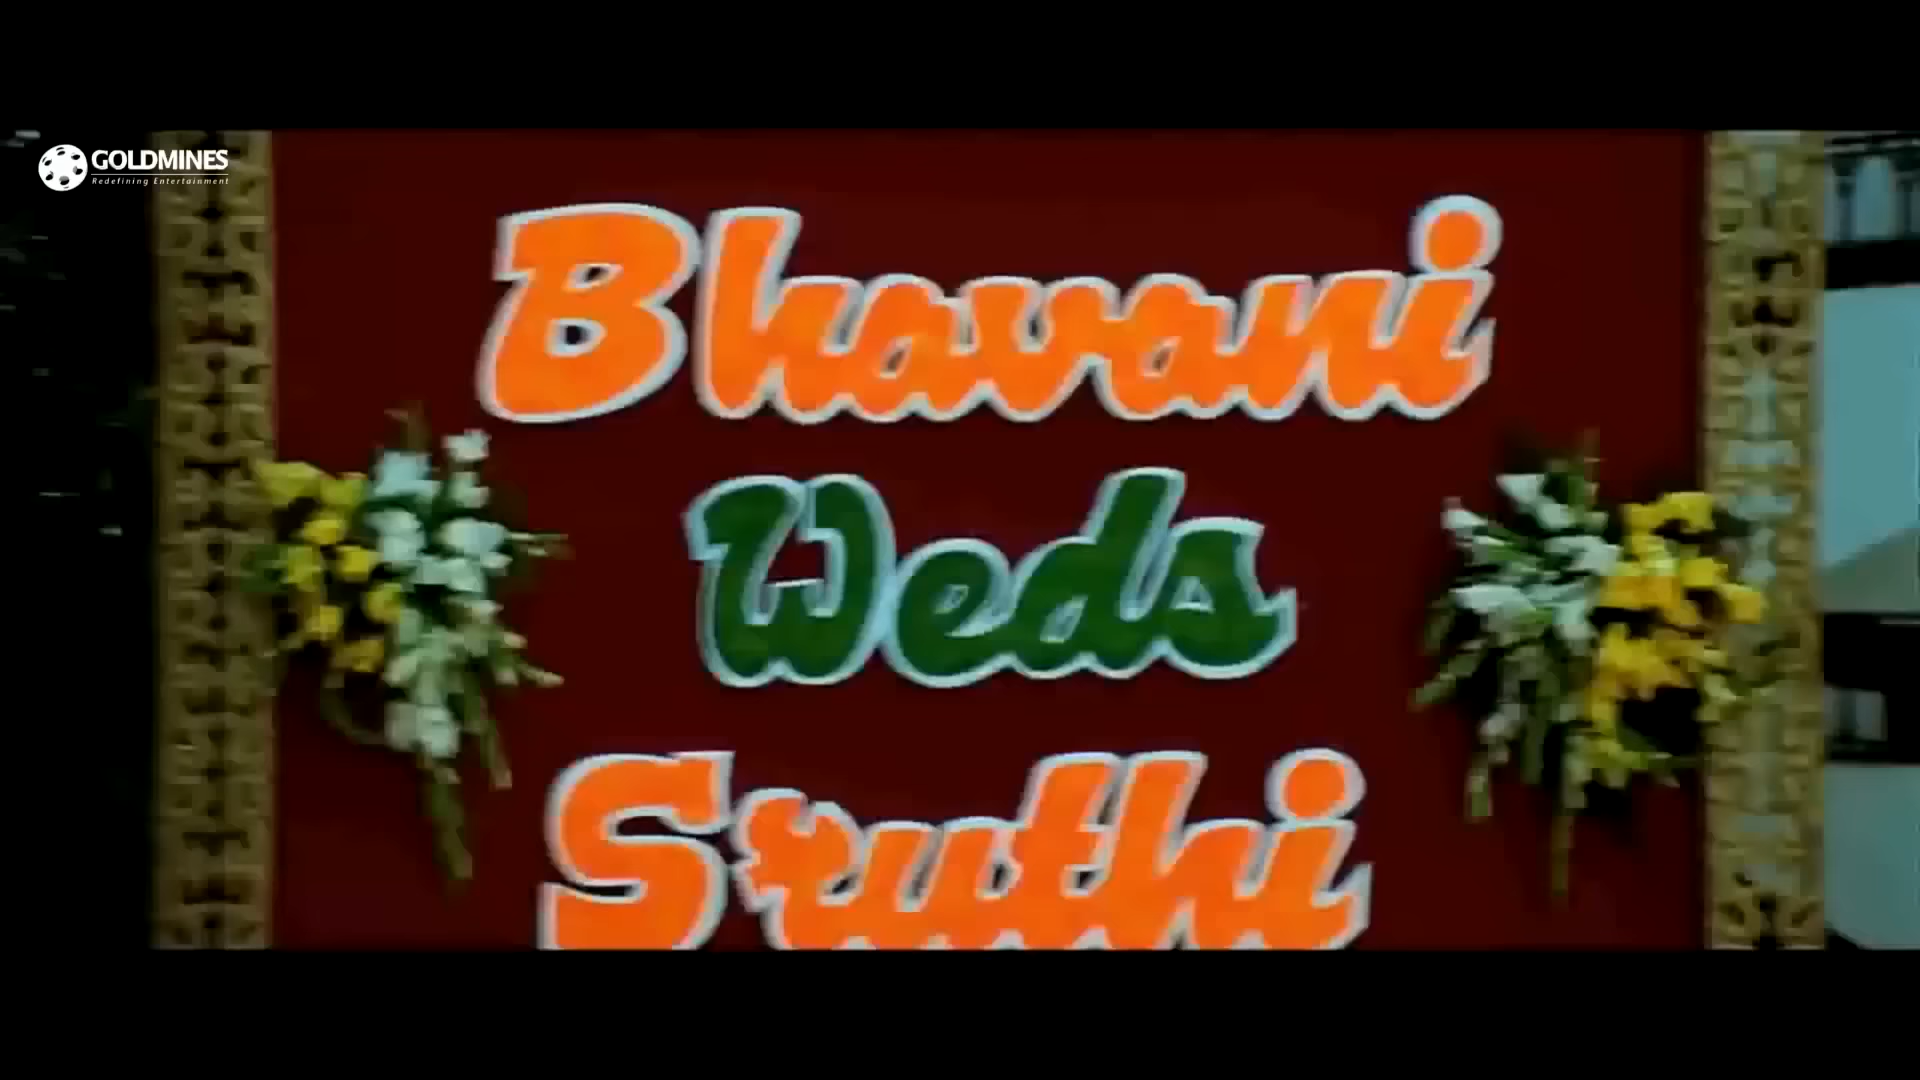 GOLDMINES
Redefining Entertainment
Bhavani
Weds
Sruthi